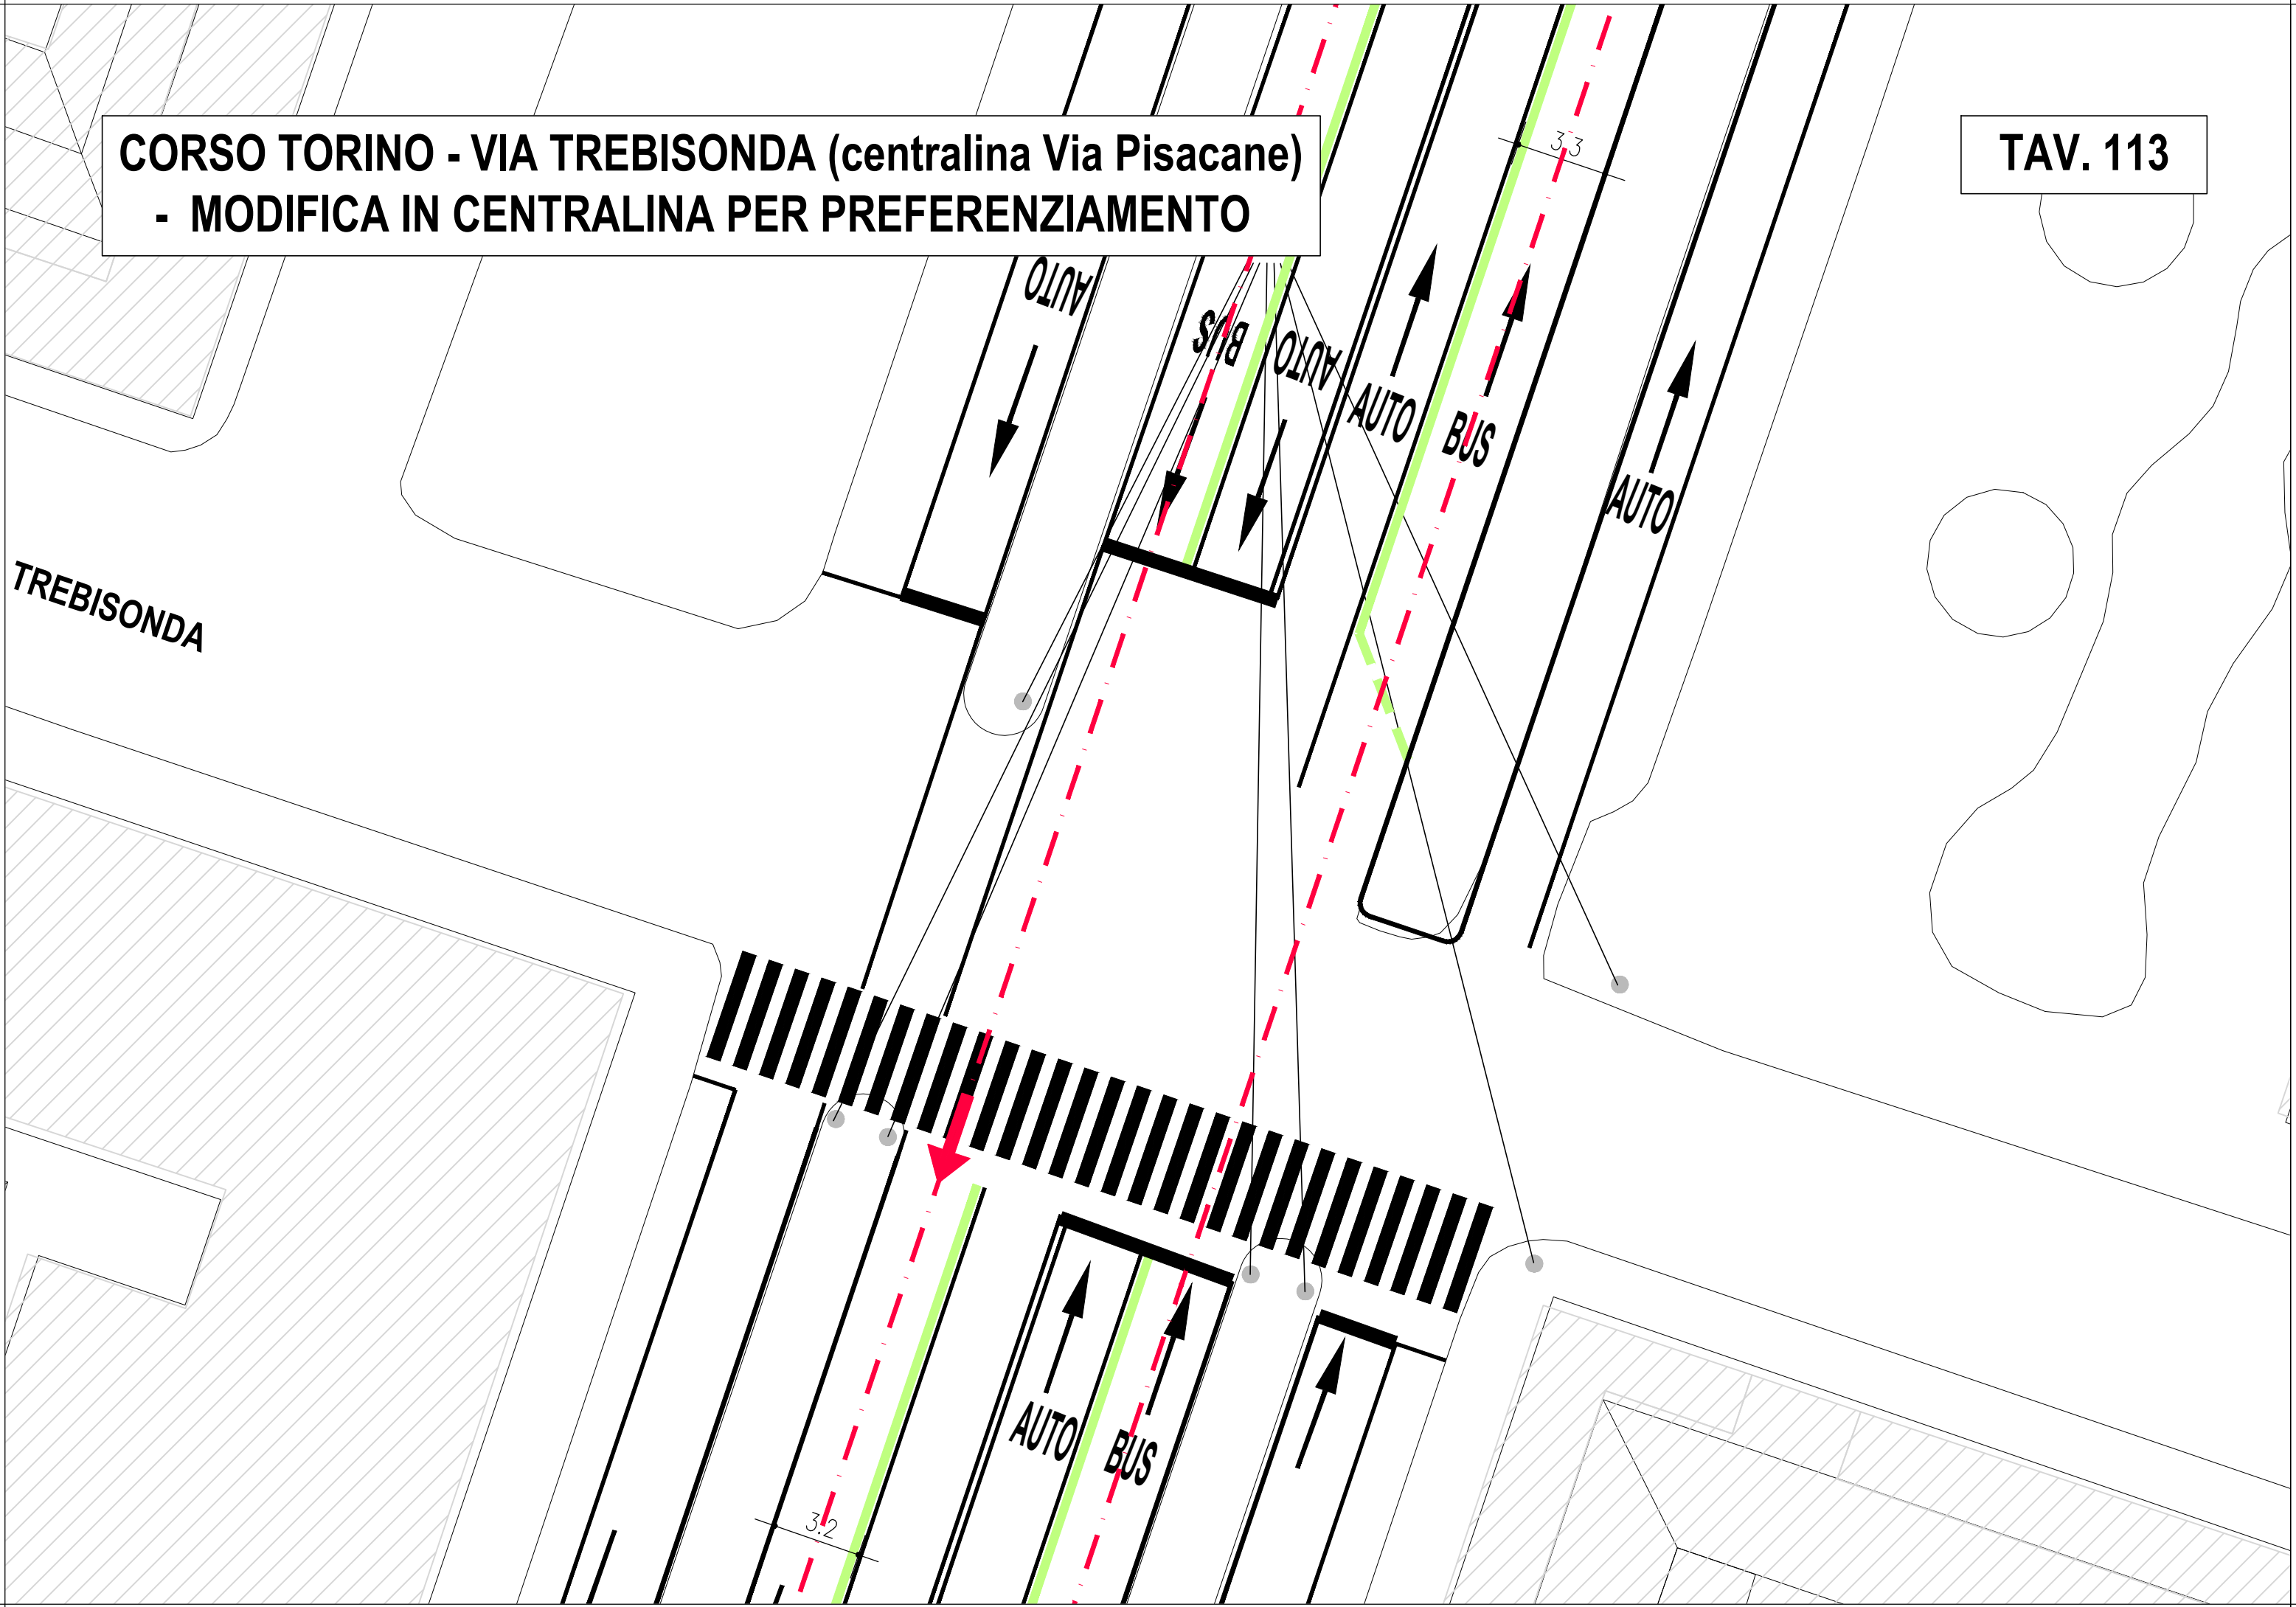 CORSO TORINO - VIA TREBISONDA (centralina Via Pisacane)
- MODIFICA IN CENTRALINA PER PREFERENZIAMENTO
TAV. 113
3.3
AUTO
BUS
AUTO
AUTO
BUS
AUTO
TREBISONDA
AUTO
BUS
3.2